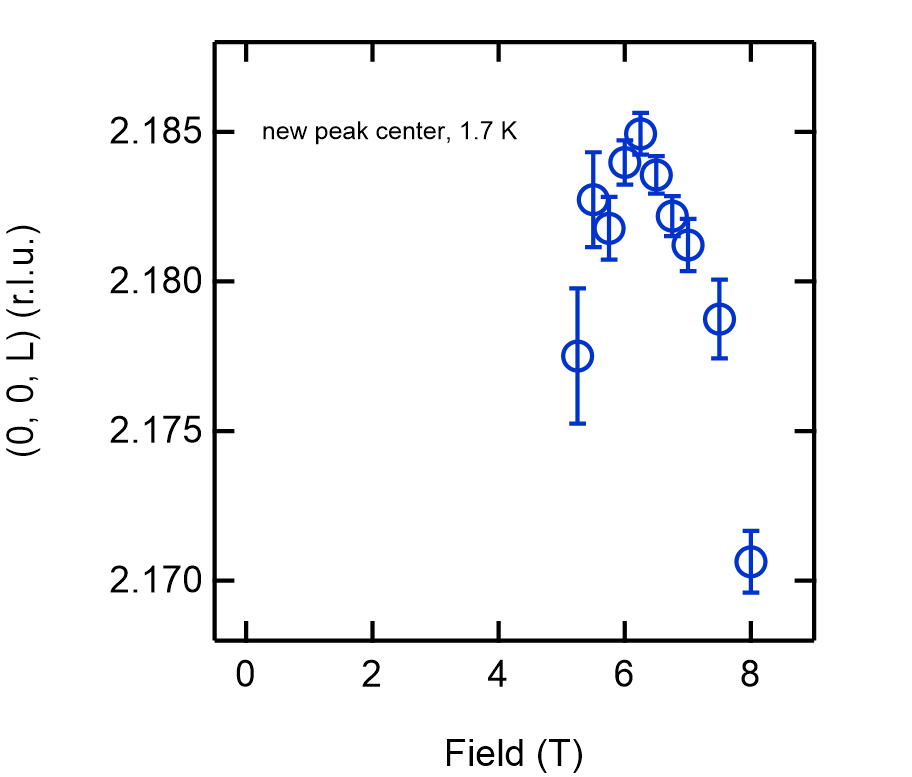 2.185
new peak center, 1.7 K
2.180
2.175
2.170
(0, 0, L) (r.l.u.)
0 2 4 6 8
Field (T)